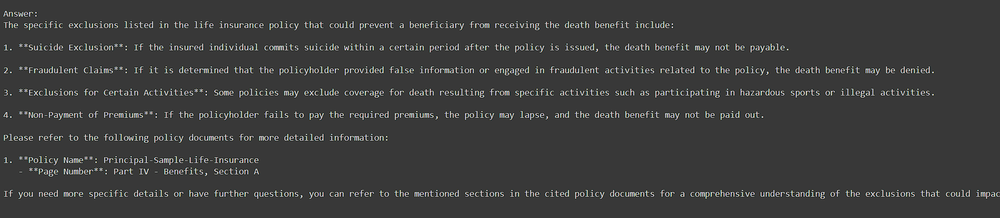 Answer:
The specific exclusions listed in the life insurance policy that could prevent a beneficiary from receiving the death benefit include:
1. **Suicide Exclusion**: If the insured individual commits suicide within a certain period after the policy is issued, the death benefit may not be payable.
2. **Fraudulent Claims**: If it is determined that the policyholder provided false information or engaged in fraudulent activities related to the policy, the death benefit may be denied.
3. **Exclusions for Certain Activities**: Some policies may exclude coverage for death resulting from specific activities such as participating in hazardous sports or illegal activities.
4. **Non-Payment of Premiums**: If the policyholder fails to pay the required premiums, the policy may lapse, and the death benefit may not be paid out.
Please refer to the following policy documents for more detailed information:
1. **Policy Name**: Principal-Sample-Life-Insurance
- **Page Number**: Part IV - Benefits, Section A
If you need more specific details or have further questions, you can refer to the mentioned sections in the cited policy documents for a comprehensive understanding of the exclusions that could impac